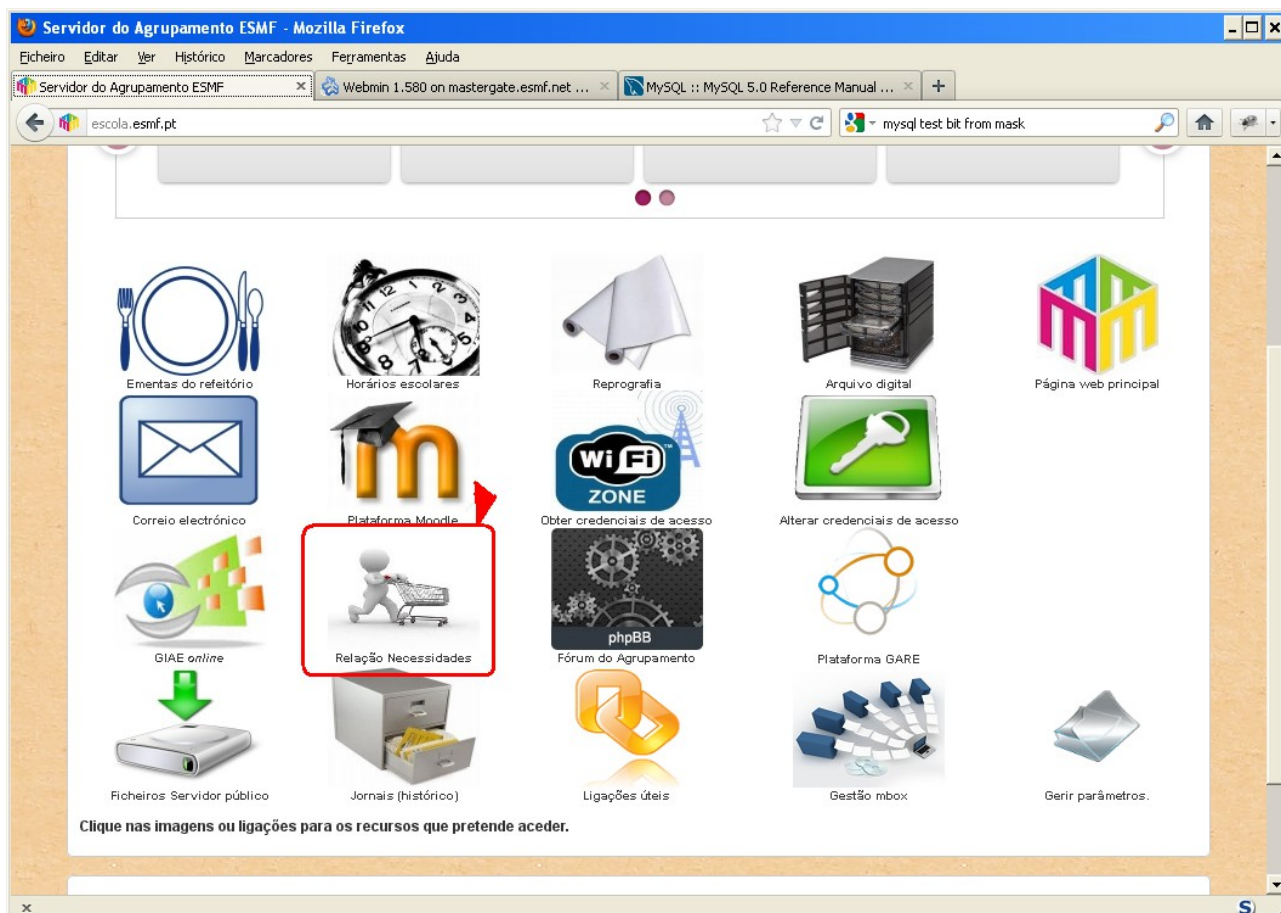 Servidor do Agrupamento ESMF - Mozilla Firefox
Ficheiro Editar Ver Histórico Marcadores Ferramentas Ajuda
Servidor do Agrupamento ESMF Webmin 1.580 on mastergate.esmf.net ... MySQL :: MySQL 5.0 Reference Manual ...
escola.esmf.pt mysql test bit from mask
Ementas do refeitório Horários escolares Reprografia Arquivo digital Página web principal
Wi Fi
ZONE
Correio electrónico Plataforma Moodle Obter credenciais de acesso Alterar credenciais de acesso
phpBB
GIAE online Relação Necessidades Fórum do Agrupamento Plataforma GARE
Ficheiros Servidor público Jornais (histórico) Ligações úteis Gestão mbox Gerir parâmetros.
Clique nas imagens ou ligações para os recursos que pretende aceder.